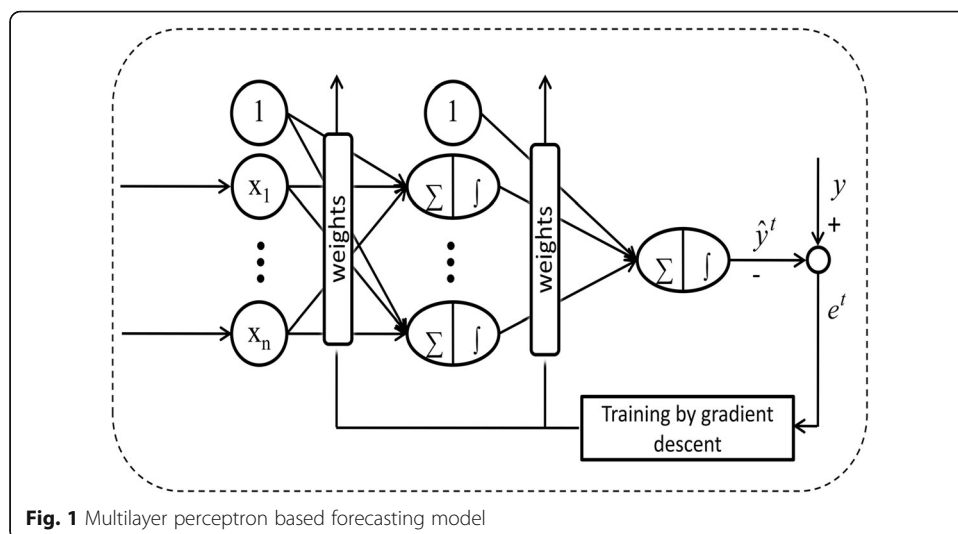 1
1
x₁
Σ ∫
weights
weights
y
+
ŷᵗ
Σ ∫
-
xₙ
Σ ∫
eᵗ
Training by gradient
descent
Fig. 1 Multilayer perceptron based forecasting model